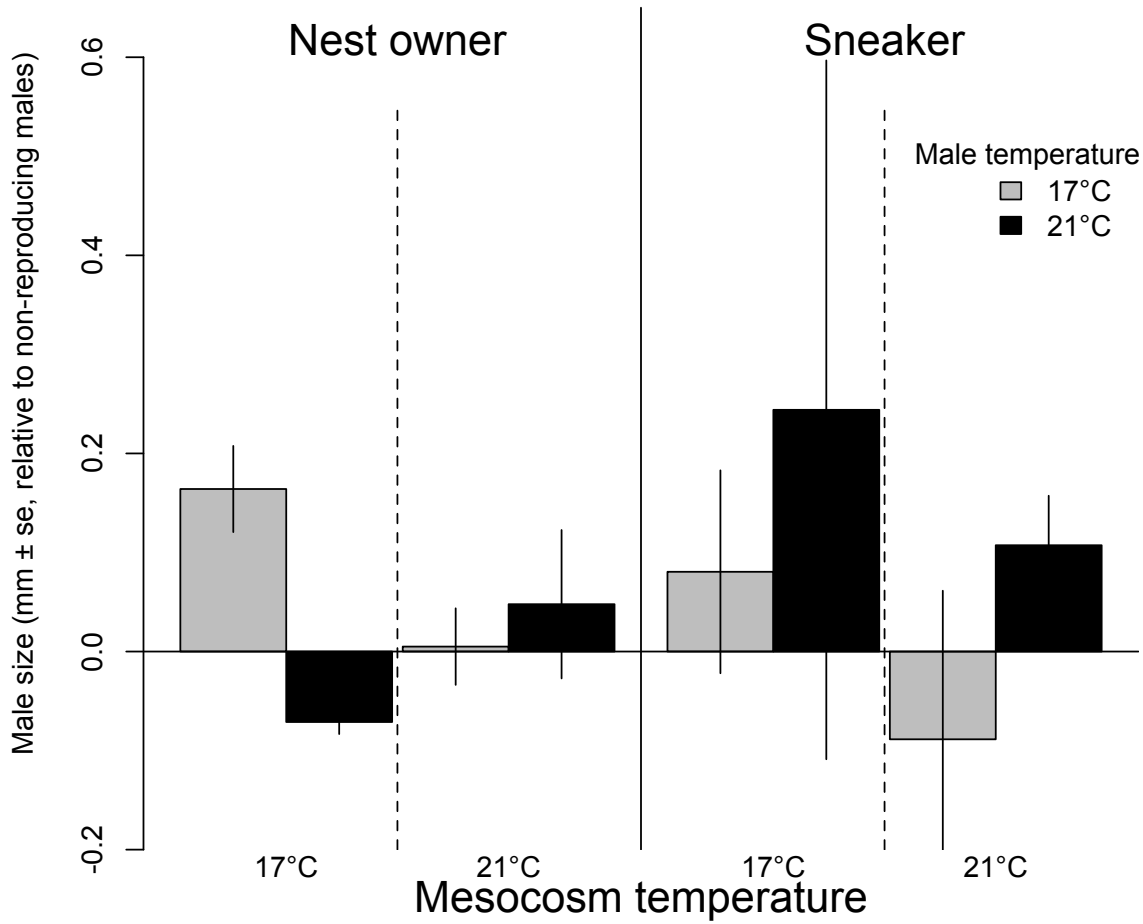 Nest owner
Sneaker
Male size (mm ± se, relative to non-reproducing males)
0.6
0.4
0.2
0.0
-0.2
Male temperature
17°C
21°C
17°C
21°C
17°C
21°C
Mesocosm temperature